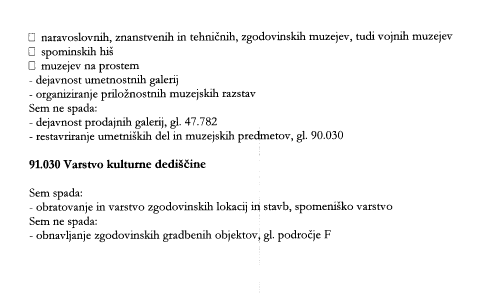 ☐ naravoslovnih, znanstvenih in tehničnih, zgodovinskih muzejev, tudi vojnih muzejev
☐ spominskih hiš
☐ muzejev na prostem
- dejavnost umetnostnih galerij
- organiziranje priložnostnih muzejskih razstav
Sem ne spada:
- dejavnost prodajnih galerij, gl. 47.782
- restavriranje umetniških del in muzejskih predmetov, gl. 90.030
91.030 Varstvo kulturne dediščine
Sem spada:
- obratovanje in varstvo zgodovinskih lokacij in stavb, spomeniško varstvo
Sem ne spada:
- obnavljanje zgodovinskih gradbenih objektov, gl. področje F